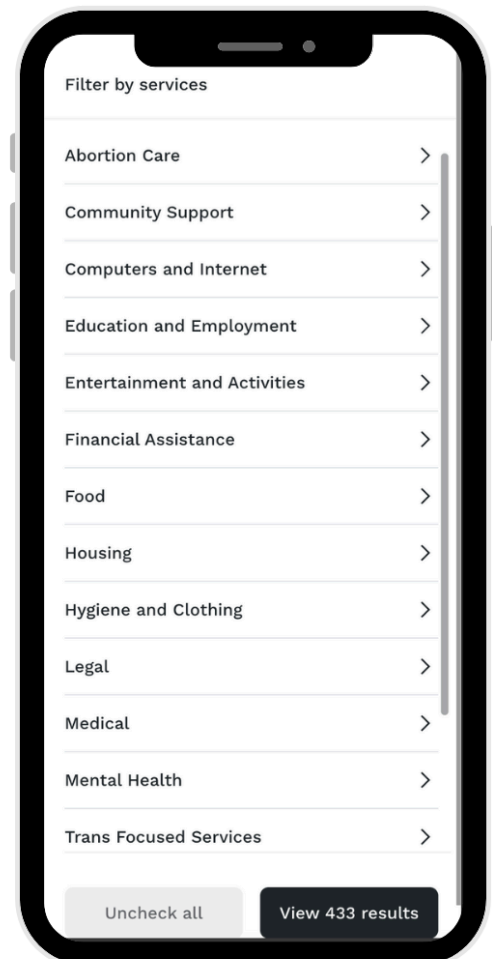 Filter by services
Abortion Care
Community Support
Computers and Internet
Education and Employment
Entertainment and Activities
Financial Assistance
Food
Housing
Hygiene and Clothing
Legal
Medical
Mental Health
Trans Focused Services
Uncheck all
View 433 results